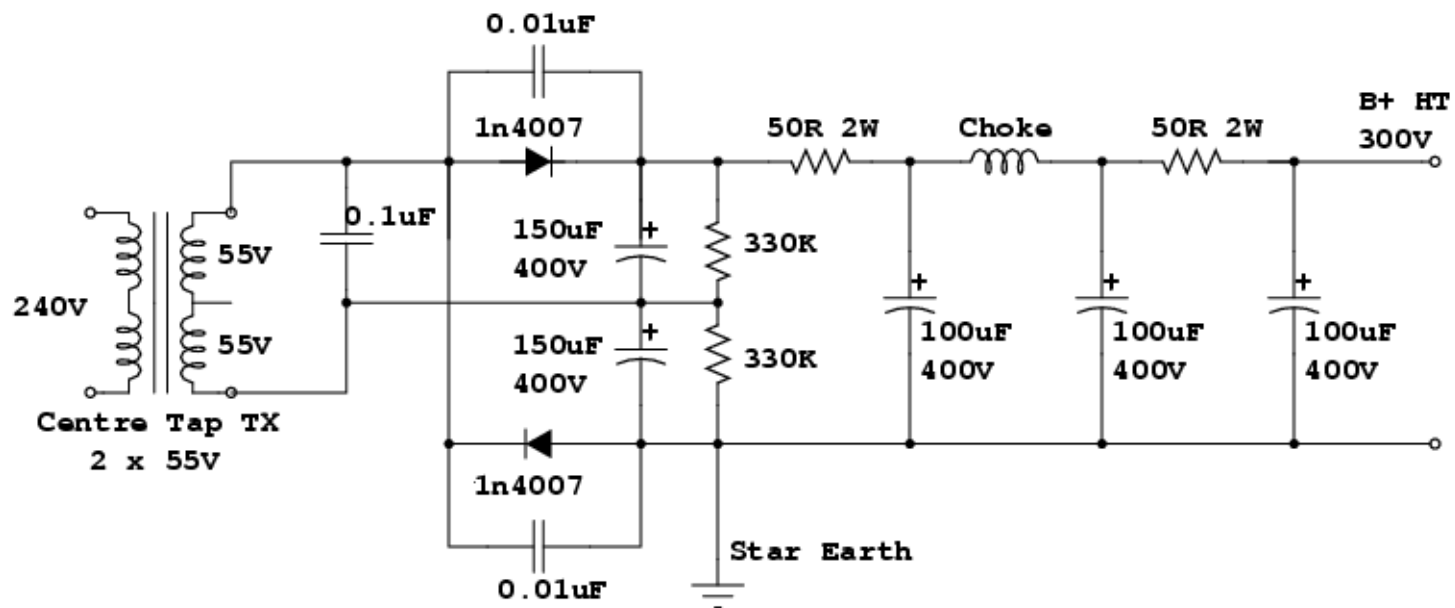 0.01uF
1n4007
50R 2W
Choke
50R 2W
B+ HT
300V
0.1uF
55V
240V
55V
150uF
400V
330K
150uF
400V
330K
100uF
400V
100uF
400V
100uF
400V
Centre Tap TX
2 x 55V
1n4007
0.01uF
Star Earth
+
+
+
+
+